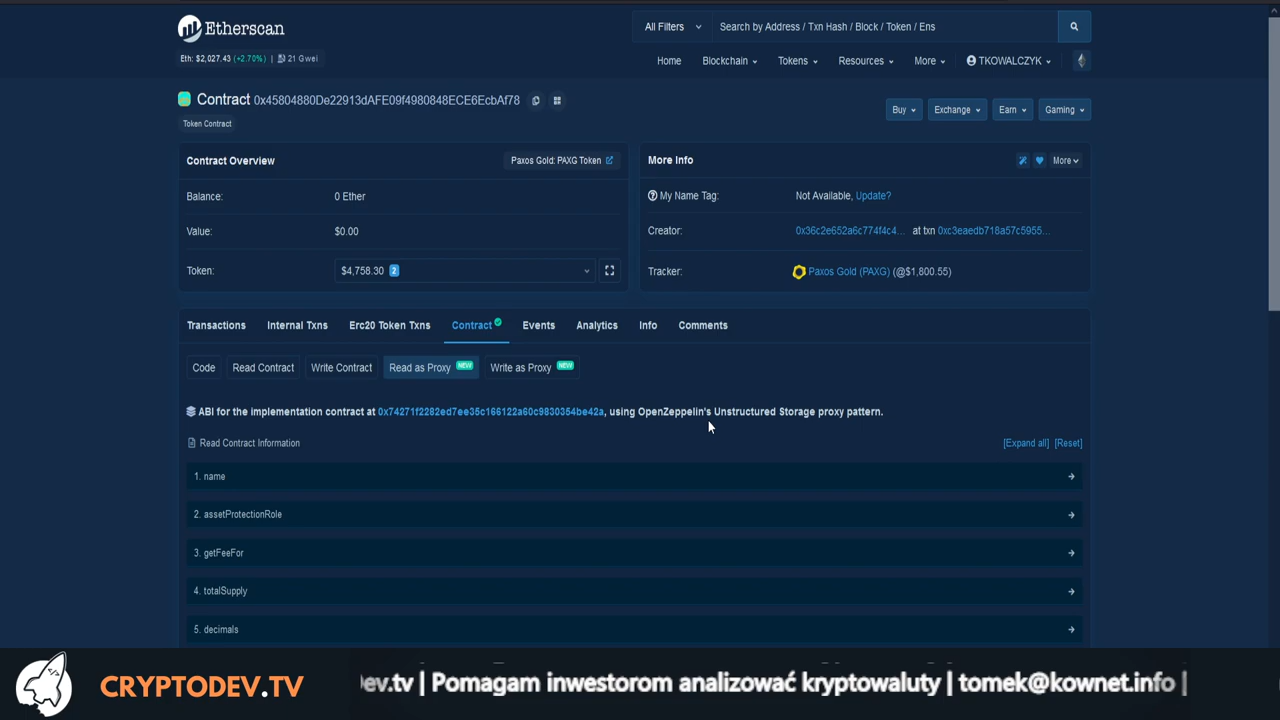 Etherscan
All Filters
Search by Address / Txn Hash / Block / Token / Ens
Eth: $2,027.43 (+2.70%) | 21 Gwei
Home Blockchain Tokens Resources More TKOWALCZYK
Contract 0x45804880De22913dAFE09f4980848ECE6EcbAf78
Buy Exchange Earn Gaming
Token Contract
Contract Overview
Paxos Gold: PAXG Token
Balance:
0 Ether
Value:
$0.00
Token:
$4,758.30 2
More Info
More
My Name Tag:
Not Available, Update?
Creator:
0x36c2e652a6c774f4c4... at txn 0xc3eaedb718a57c5955...
Tracker:
Paxos Gold (PAXG) (@$1,800.55)
Transactions Internal Txns Erc20 Token Txns Contract Events Analytics Info Comments
Code Read Contract Write Contract Read as Proxy NEW Write as Proxy NEW
ABI for the implementation contract at 0x74271f2282ed7ee35c166122a60c9830354be42a, using OpenZeppelin's Unstructured Storage proxy pattern.
Read Contract Information
[Expand all] [Reset]
1. name
2. assetProtectionRole
3. getFeeFor
4. totalSupply
5. decimals
CRYPTODEV.TV
ev.tv | Pomagam inwestorom analizować kryptowaluty | tomek@kownet.info |